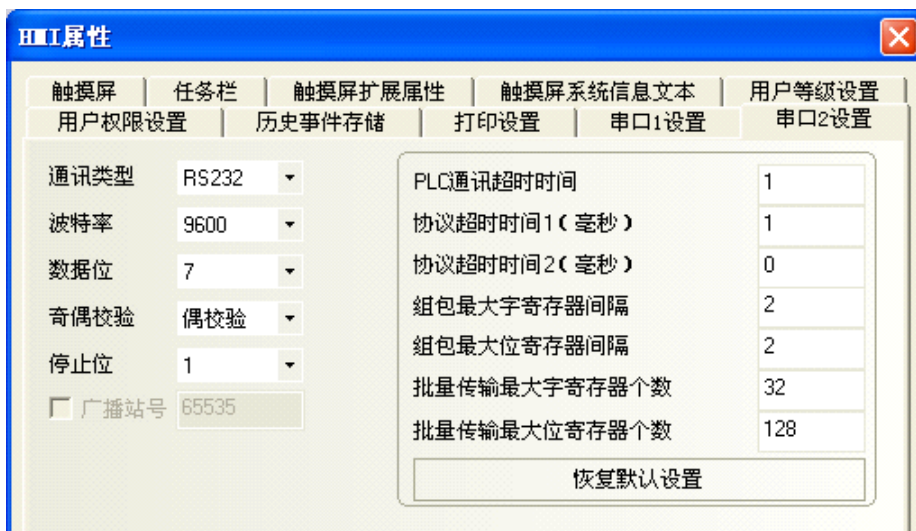 HMI属性
触摸屏 任务栏 触摸屏扩展属性 触摸屏系统信息文本 用户等级设置
用户权限设置 历史事件存储 打印设置 串口1设置 串口2设置
通讯类型 RS232
波特率 9600
数据位 7
奇偶校验 偶校验
停止位 1
广播站号 65535
PLC通讯超时时间 1
协议超时时间1(毫秒) 1
协议超时时间2(毫秒) 0
组包最大字寄存器间隔 2
组包最大位寄存器间隔 2
批量传输最大字寄存器个数 32
批量传输最大位寄存器个数 128
恢复默认设置